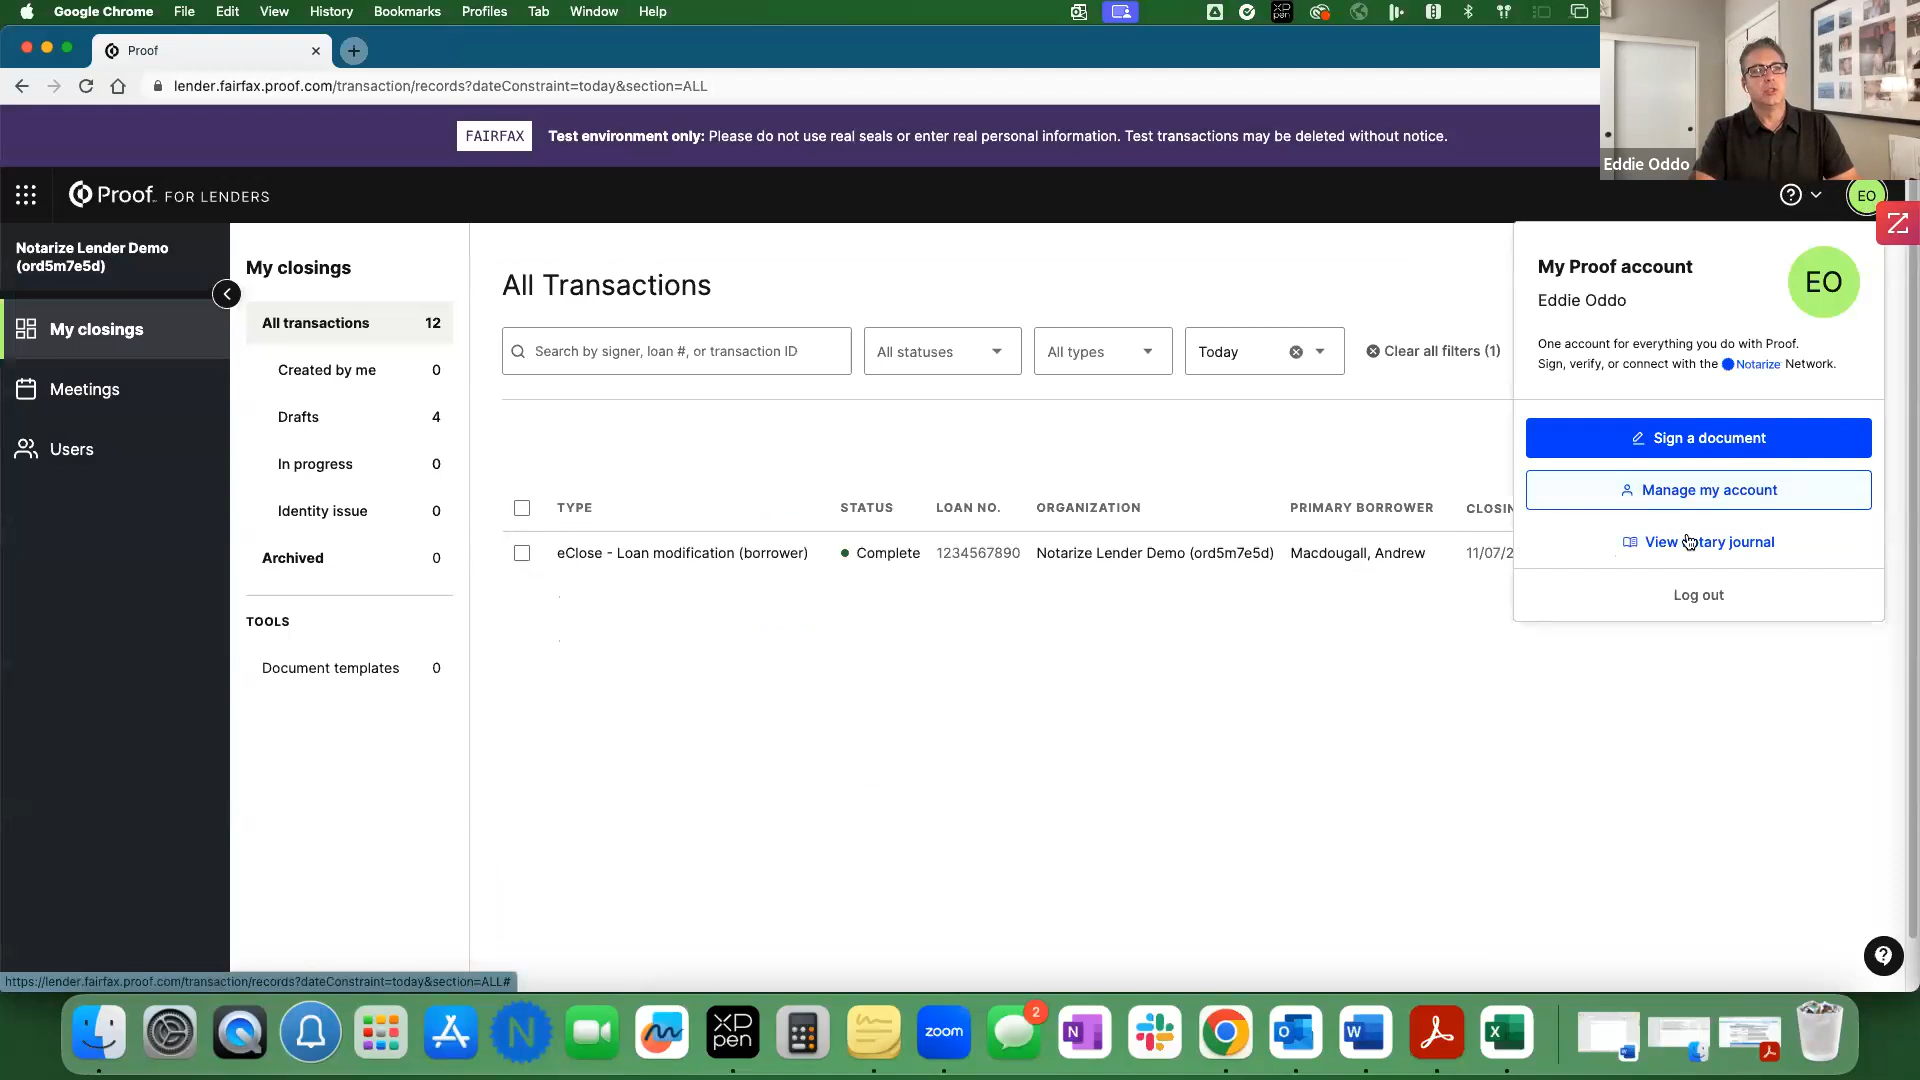 Google Chrome File Edit View History Bookmarks Profiles Tab Window Help
Proof
lender.fairfax.proof.com/transaction/records?dateConstraint=today&section=ALL
FAIRFAX Test environment only: Please do not use real seals or enter real personal information. Test transactions may be deleted without notice.
Eddie Oddo
Proof FOR LENDERS
EO
Notarize Lender Demo
(ord5m7e5d)
My closings
Meetings
Users
My closings
All transactions 12
Created by me 0
Drafts 4
In progress 0
Identity issue 0
Archived 0
TOOLS
Document templates 0
All Transactions
Search by signer, loan #, or transaction ID
All statuses
All types
Today
Clear all filters (1)
TYPE STATUS LOAN NO. ORGANIZATION PRIMARY BORROWER CLOSIN
eClose - Loan modification (borrower) Complete 1234567890 Notarize Lender Demo (ord5m7e5d) Macdougall, Andrew 11/07/2
My Proof account
Eddie Oddo
EO
One account for everything you do with Proof.
Sign, verify, or connect with the Notarize Network.
Sign a document
Manage my account
View notary journal
Log out
https://lender.fairfax.proof.com/transaction/records?dateConstraint=today&section=ALL#
N
XP
pen
zoom
2
N
W
X